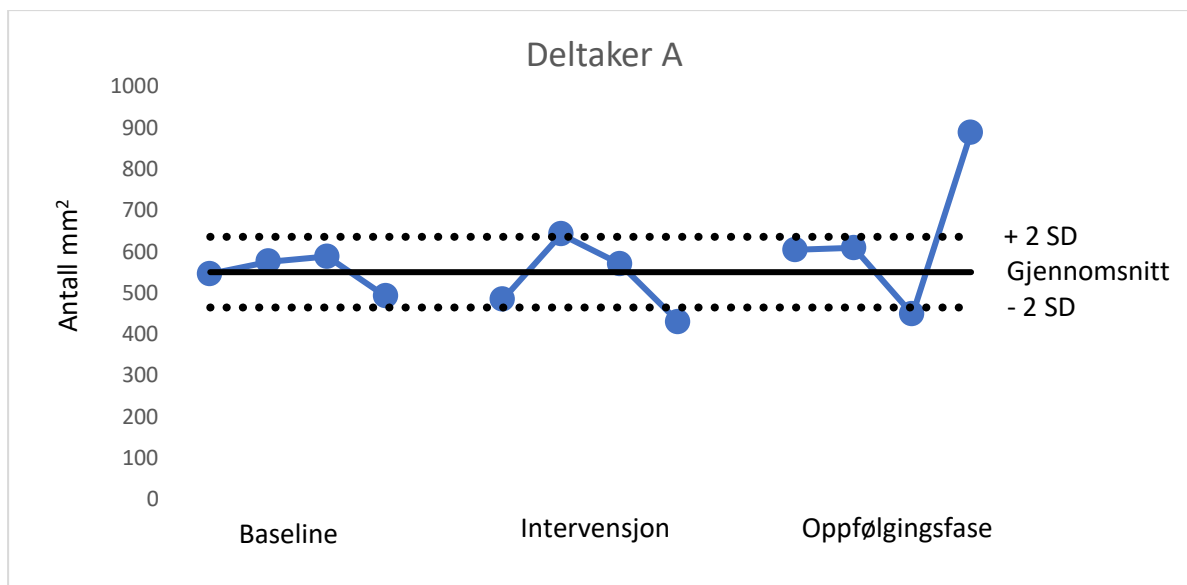 Deltaker A
1000
900
800
700
600
500
400
300
200
100
0
Antall mm²
+ 2 SD
Gjennomsnitt
- 2 SD
Baseline
Intervensjon
Oppfølgingsfase